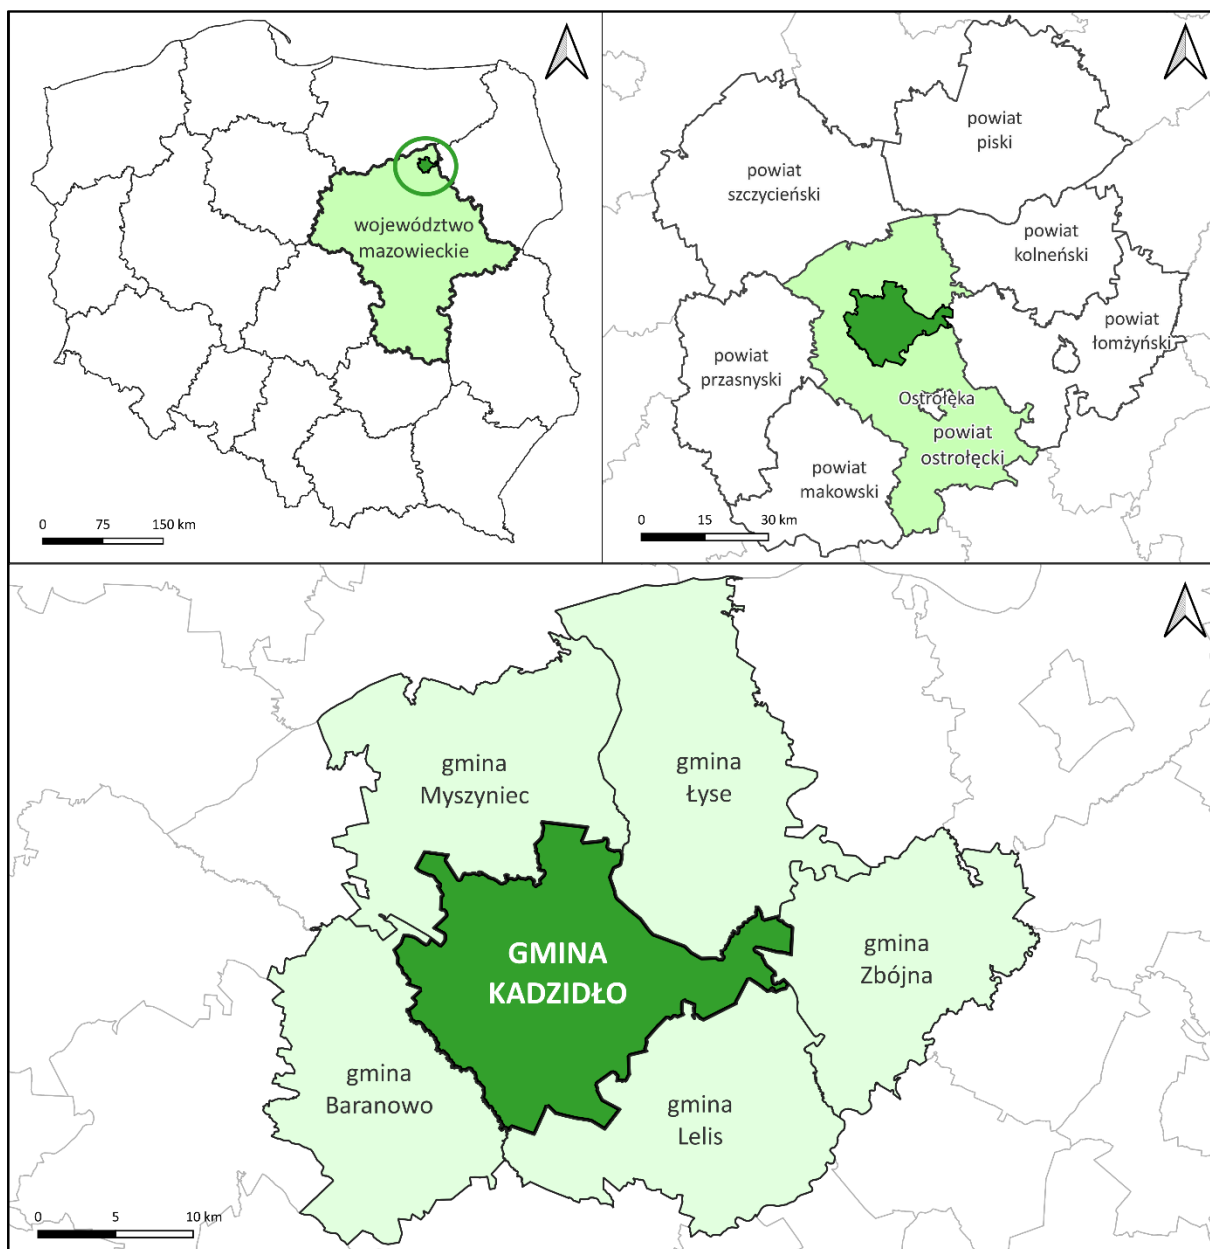 województwo
mazowieckie
0 75 150 km
powiat
piski
powiat
szczycieński
powiat
kolneński
powiat
łomżyński
powiat
przasnyski
Ostrołęka
powiat
ostrołęcki
powiat
makowski
0 15 30 km
gmina
Myszyniec
gmina
Łyse
GMINA
KADZIDŁO
gmina
Zbójna
gmina
Baranowo
gmina
Lelis
0 5 10 km